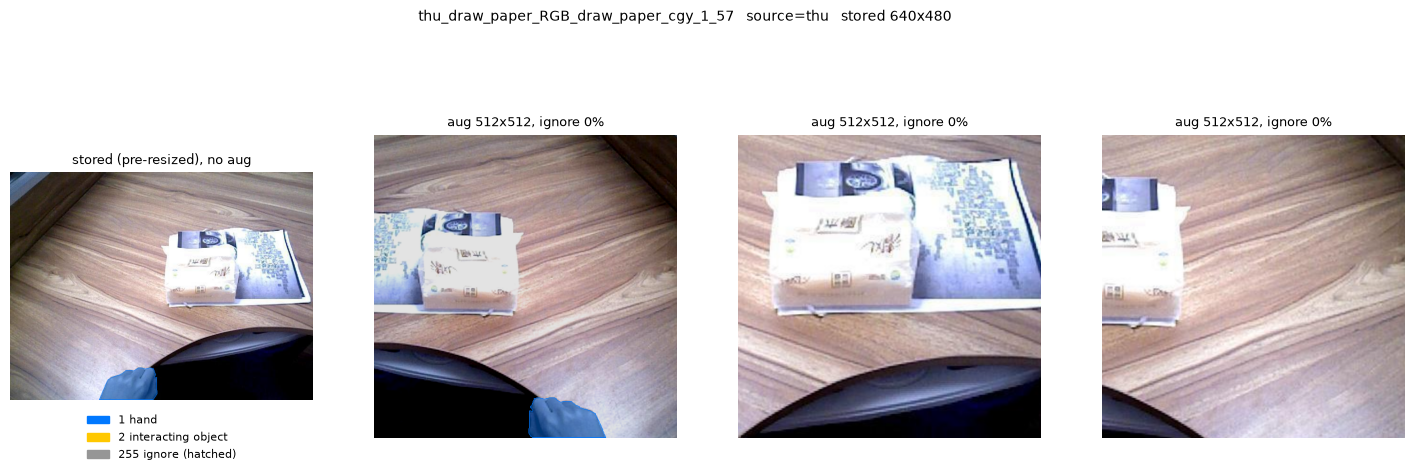 thu_draw_paper_RGB_draw_paper_cgy_1_57   source=thu   stored 640x480
stored (pre-resized), no aug
aug 512x512, ignore 0%
aug 512x512, ignore 0%
aug 512x512, ignore 0%
1 hand
2 interacting object
255 ignore (hatched)